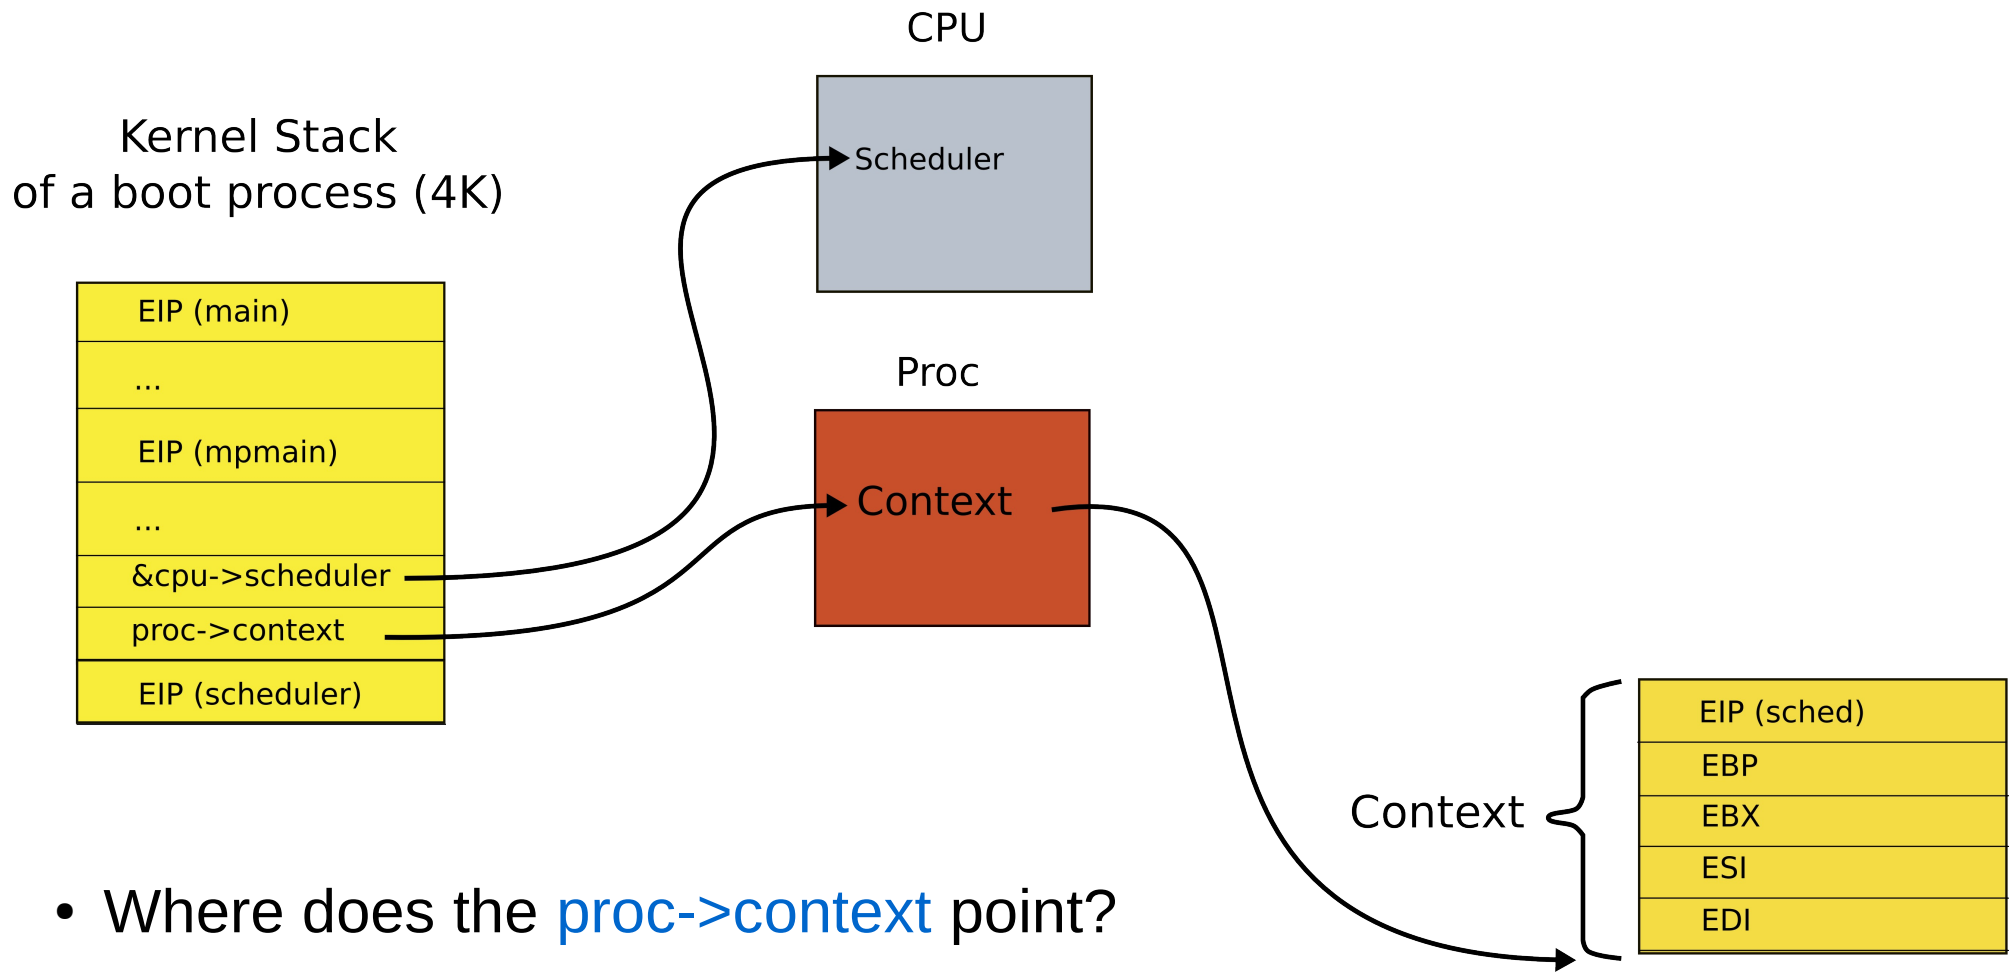 CPU
Scheduler
Kernel Stack
of a boot process (4K)
EIP (main)
...
EIP (mpmain)
...
&cpu->scheduler
proc->context
EIP (scheduler)
Proc
Context
Context
EIP (sched)
EBP
EBX
ESI
EDI
• Where does the proc->context point?